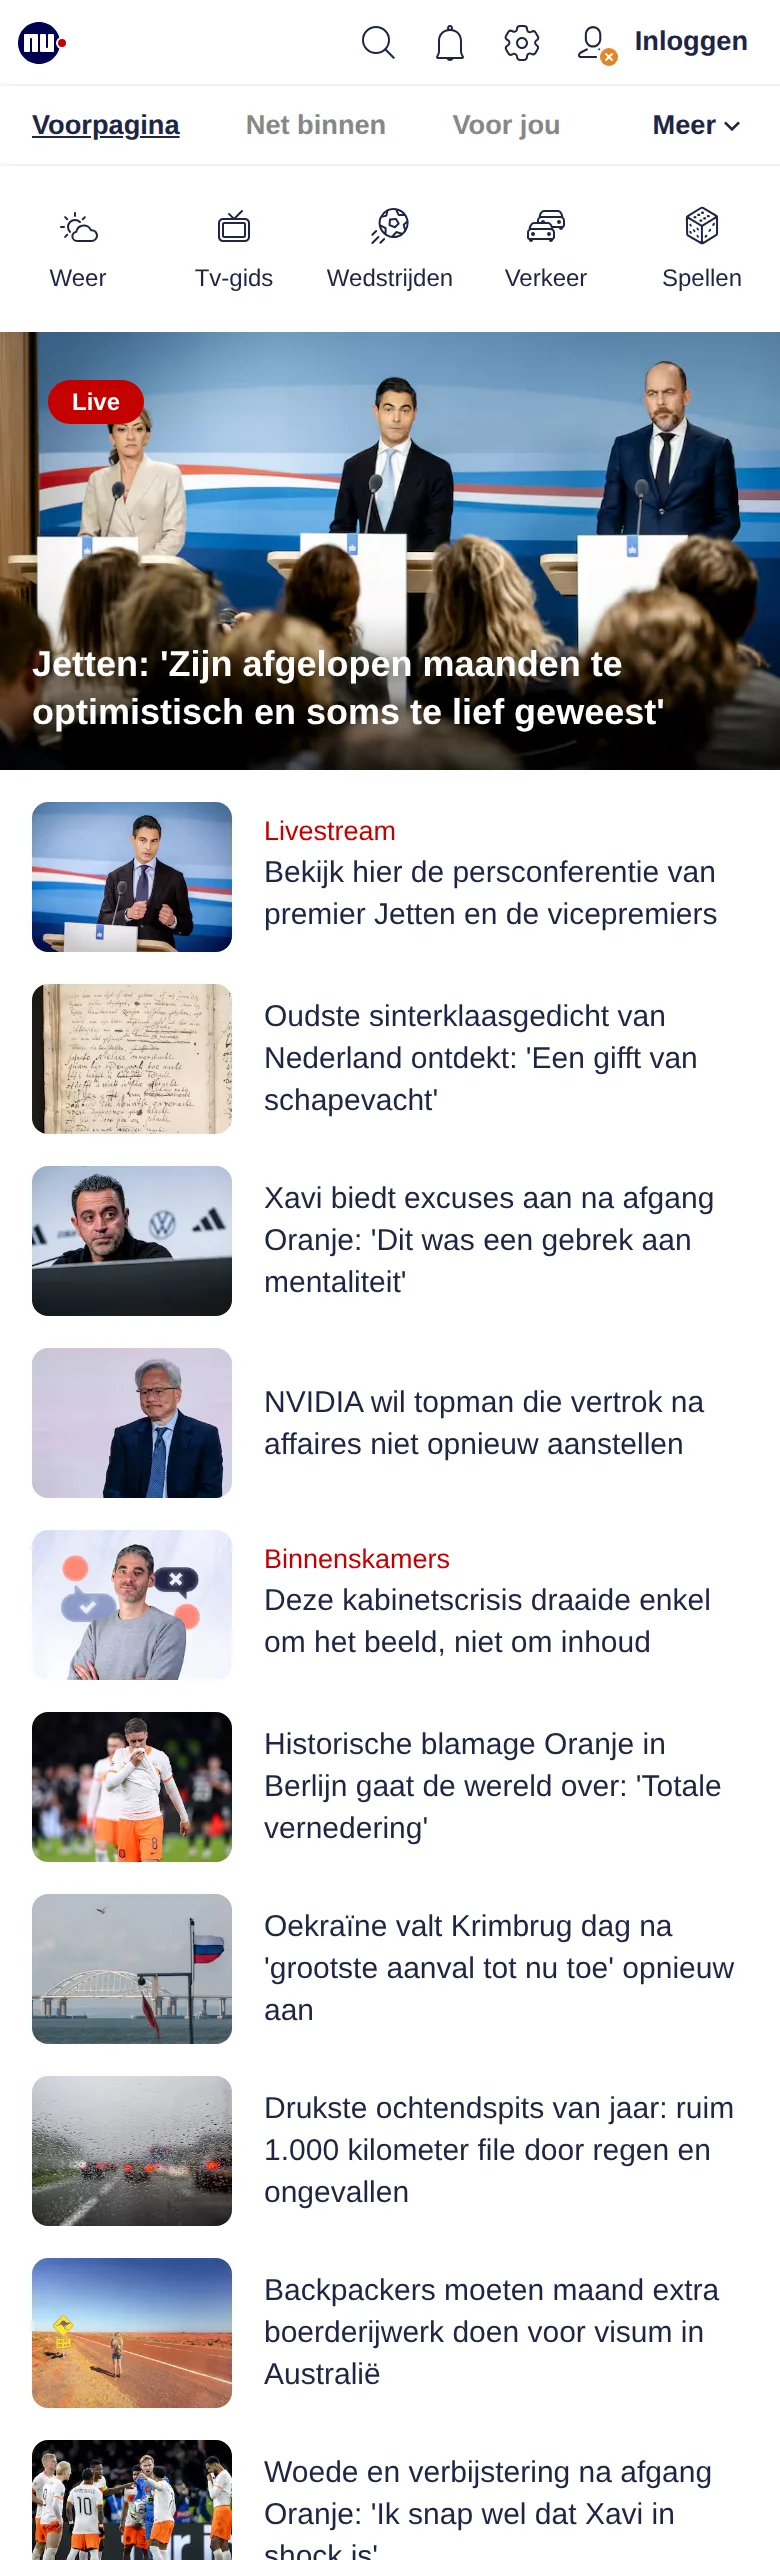 nu
Inloggen
Voorpagina
Net binnen
Voor jou
Meer
Weer
Tv-gids
Wedstrijden
Verkeer
Spellen
Live
Jetten: 'Zijn afgelopen maanden te
optimistisch en soms te lief geweest'
Livestream
Bekijk hier de persconferentie van
premier Jetten en de vicepremiers
Oudste sinterklaasgedicht van
Nederland ontdekt: 'Een gifft van
schapevacht'
Xavi biedt excuses aan na afgang
Oranje: 'Dit was een gebrek aan
mentaliteit'
NVIDIA wil topman die vertrok na
affaires niet opnieuw aanstellen
Binnenskamers
Deze kabinetscrisis draaide enkel
om het beeld, niet om inhoud
Historische blamage Oranje in
Berlijn gaat de wereld over: 'Totale
vernedering'
8
Oekraïne valt Krimbrug dag na
'grootste aanval tot nu toe' opnieuw
aan
Drukste ochtendspits van jaar: ruim
1.000 kilometer file door regen en
ongevallen
Backpackers moeten maand extra
boerderijwerk doen voor visum in
Australië
10
Woede en verbijstering na afgang
Oranje: 'Ik snap wel dat Xavi in
shock is'